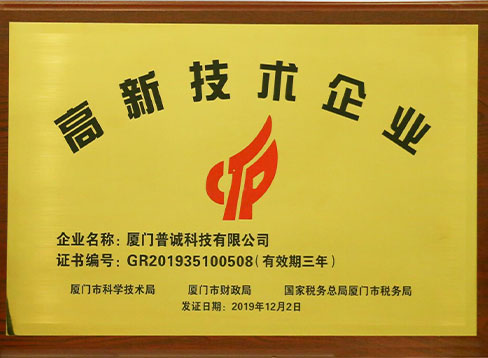 高新技术企业
CTP
企业名称：厦门普诚科技有限公司
证书编号：GR201935100508（有效期三年）
厦门市科学技术局 厦门市财政局 国家税务总局厦门市税务局
发证日期：2019年12月2日